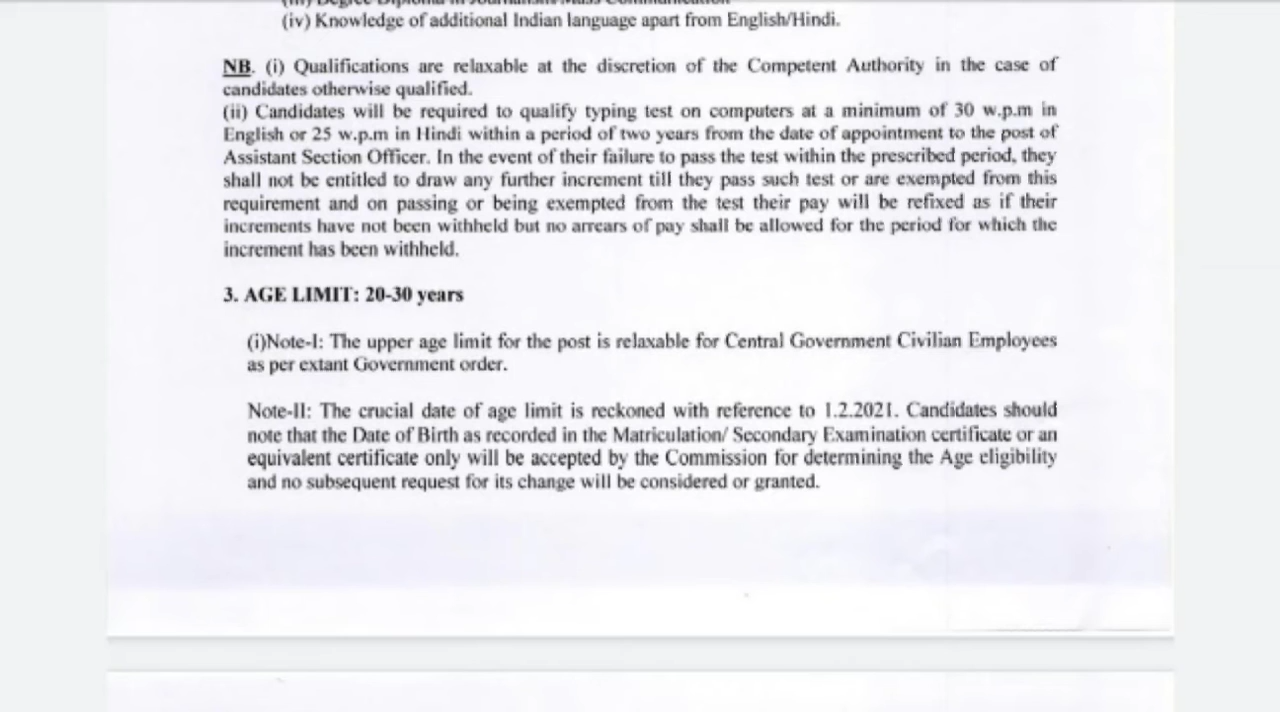 (iv) Knowledge of additional Indian language apart from English/Hindi.
NB. (i) Qualifications are relaxable at the discretion of the Competent Authority in the case of
candidates otherwise qualified.
(ii) Candidates will be required to qualify typing test on computers at a minimum of 30 w.p.m in
English or 25 w.p.m in Hindi within a period of two years from the date of appointment to the post of
Assistant Section Officer. In the event of their failure to pass the test within the prescribed period, they
shall not be entitled to draw any further increment till they pass such test or are exempted from this
requirement and on passing or being exempted from the test their pay will be refixed as if their
increments have not been withheld but no arrears of pay shall be allowed for the period for which the
increment has been withheld.
3. AGE LIMIT: 20-30 years
(i)Note-I: The upper age limit for the post is relaxable for Central Government Civilian Employees
as per extant Government order.
Note-II: The crucial date of age limit is reckoned with reference to 1.2.2021. Candidates should
note that the Date of Birth as recorded in the Matriculation/ Secondary Examination certificate or an
equivalent certificate only will be accepted by the Commission for determining the Age eligibility
and no subsequent request for its change will be considered or granted.